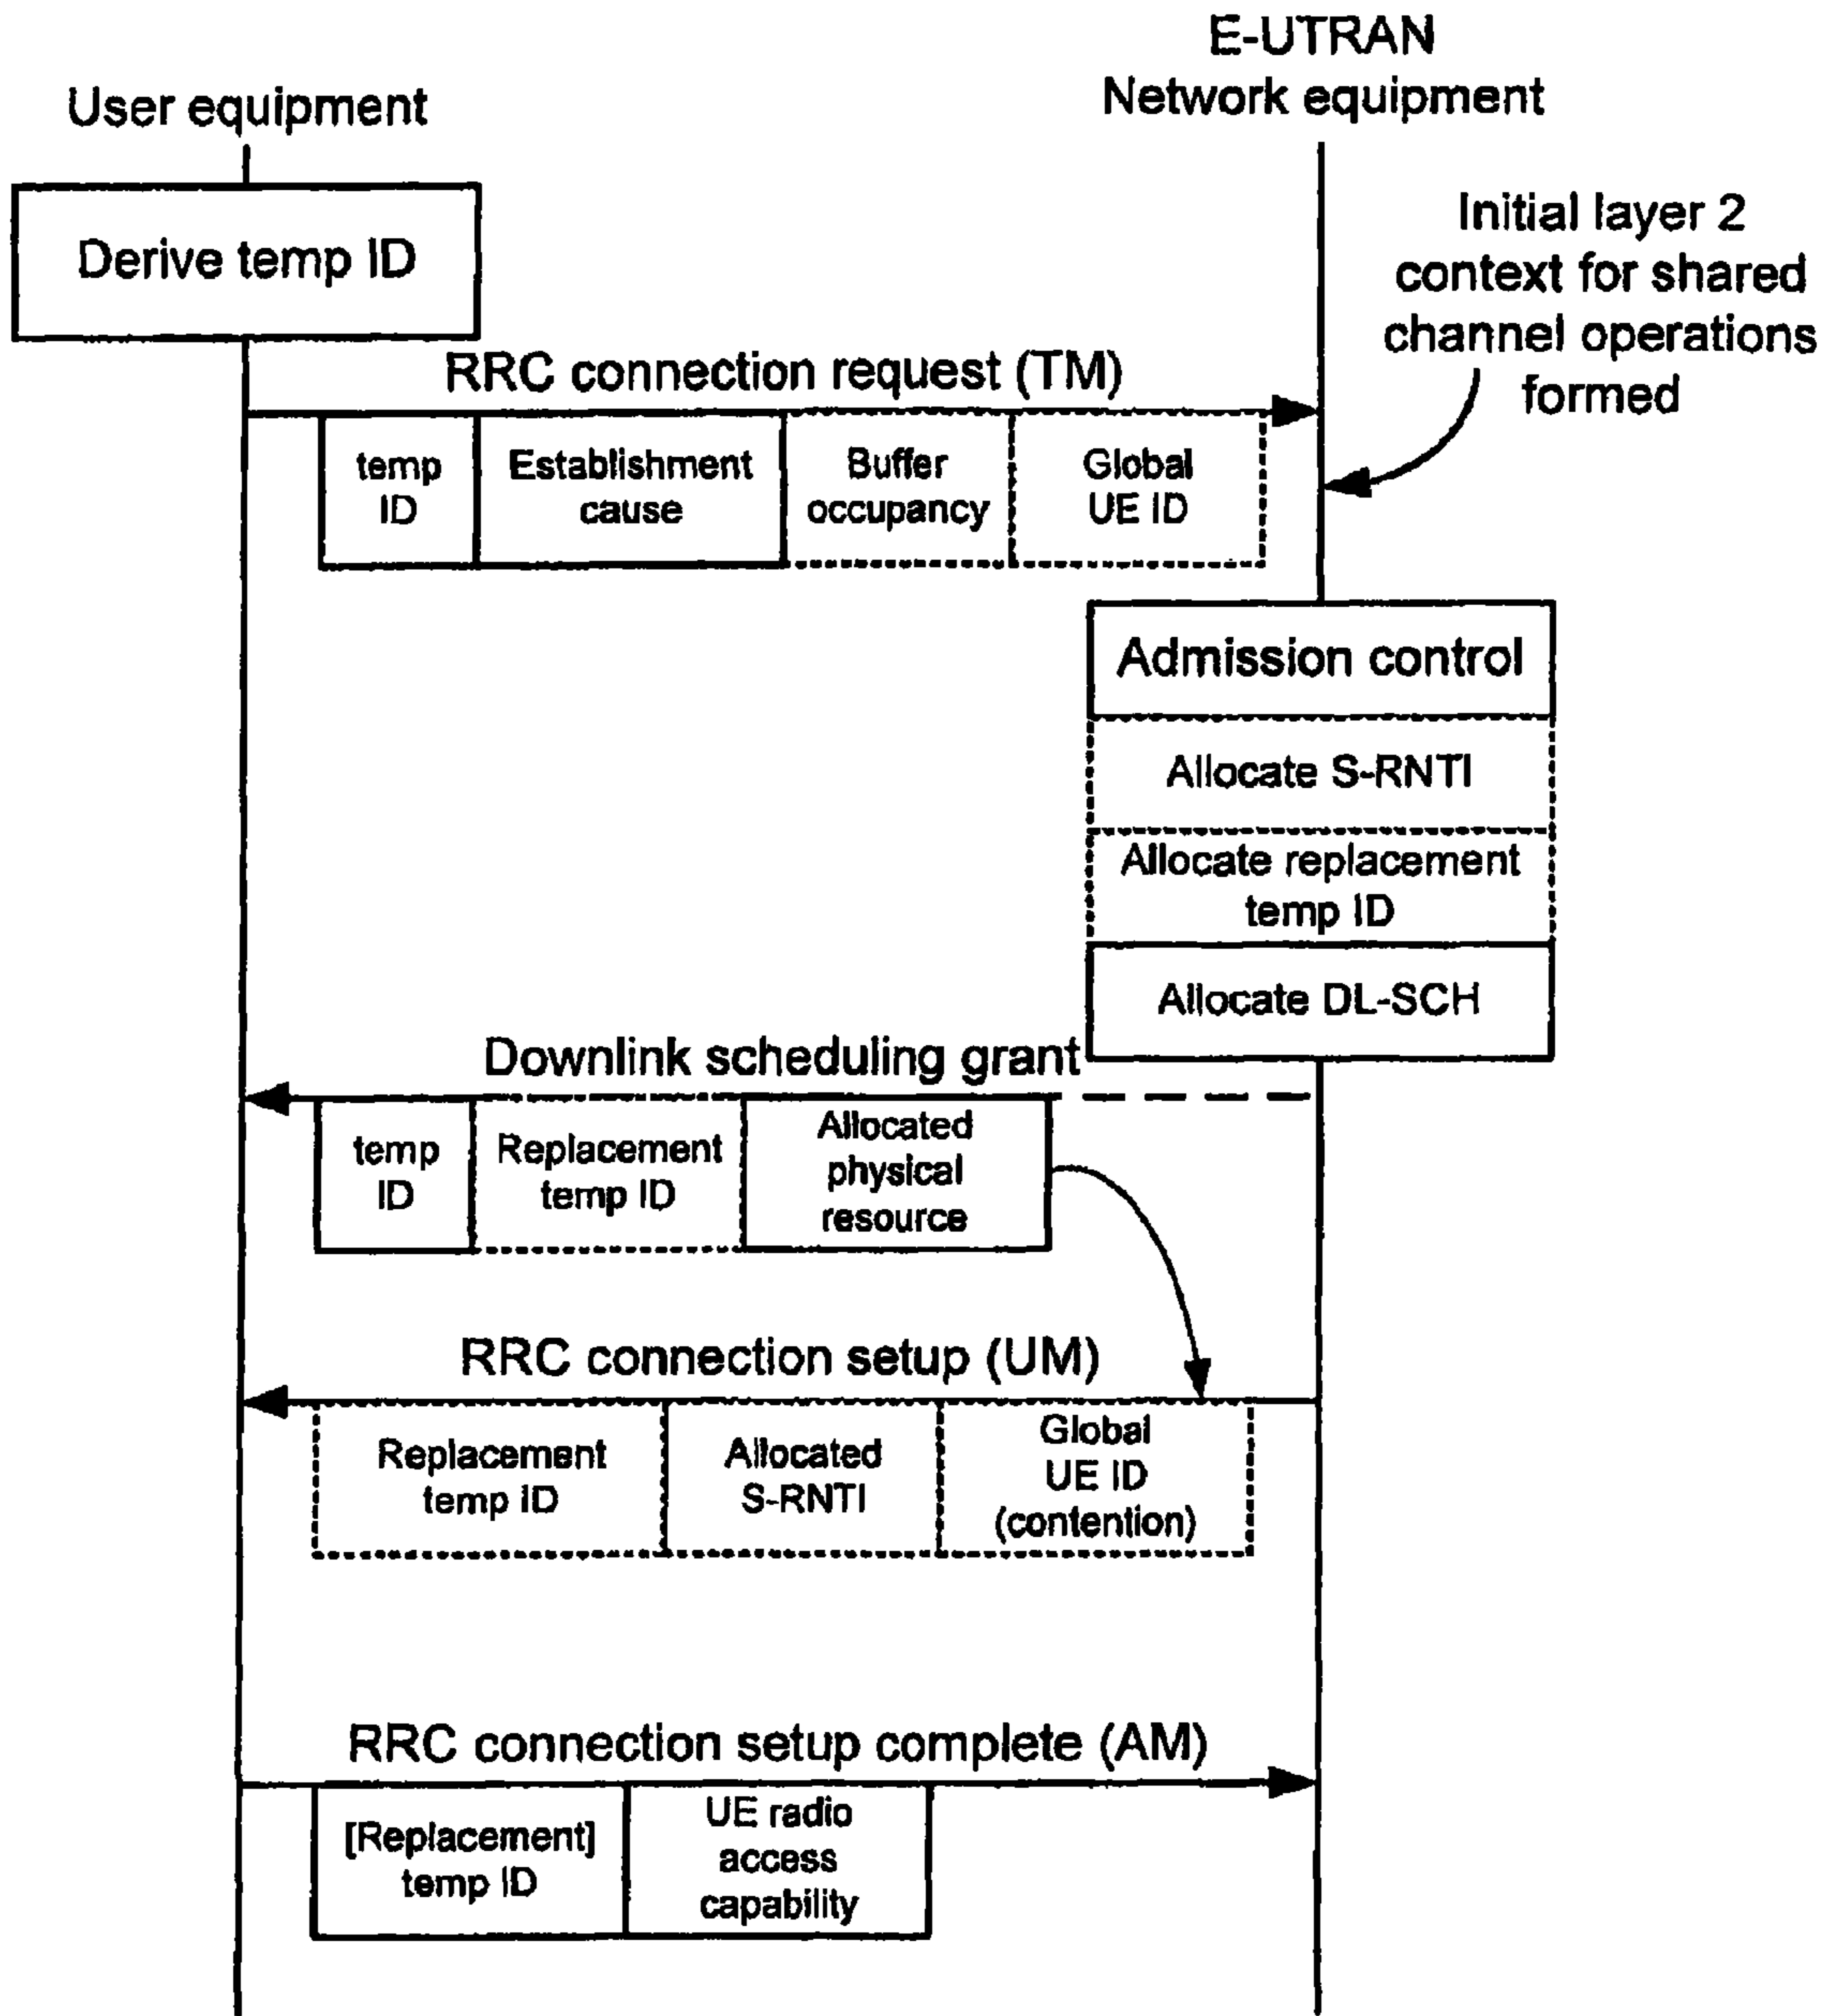 E-UTRAN
Network equipment
User equipment
Derive temp ID
Initial layer 2
context for shared
channel operations
formed
RRC connection request (TM)
temp
ID
Establishment
cause
Buffer
occupancy
Global
UE ID
Admission control
Allocate S-RNTI
Allocate replacement
temp ID
Allocate DL-SCH
Downlink scheduling grant
temp
ID
Replacement
temp ID
Allocated
physical
resource
RRC connection setup (UM)
Replacement
temp ID
Allocated
S-RNTI
Global
UE ID
(contention)
RRC connection setup complete (AM)
[Replacement]
temp ID
UE radio
access
capability